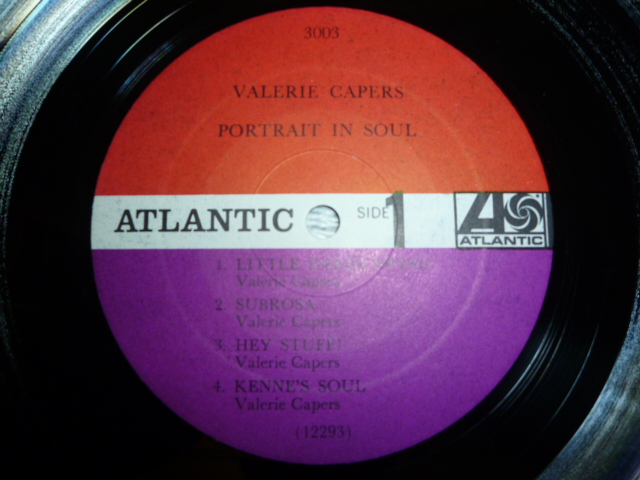 3003
VALERIE CAPERS
PORTRAIT IN SOUL
ATLANTIC
SIDE 1
A
ATLANTIC
1. LITTLE
Valerie Capers
2. SUBROSA
Valerie Capers
3. HEY STUFF!
Valerie Capers
4. KENNE'S SOUL
Valerie Capers
(12293)